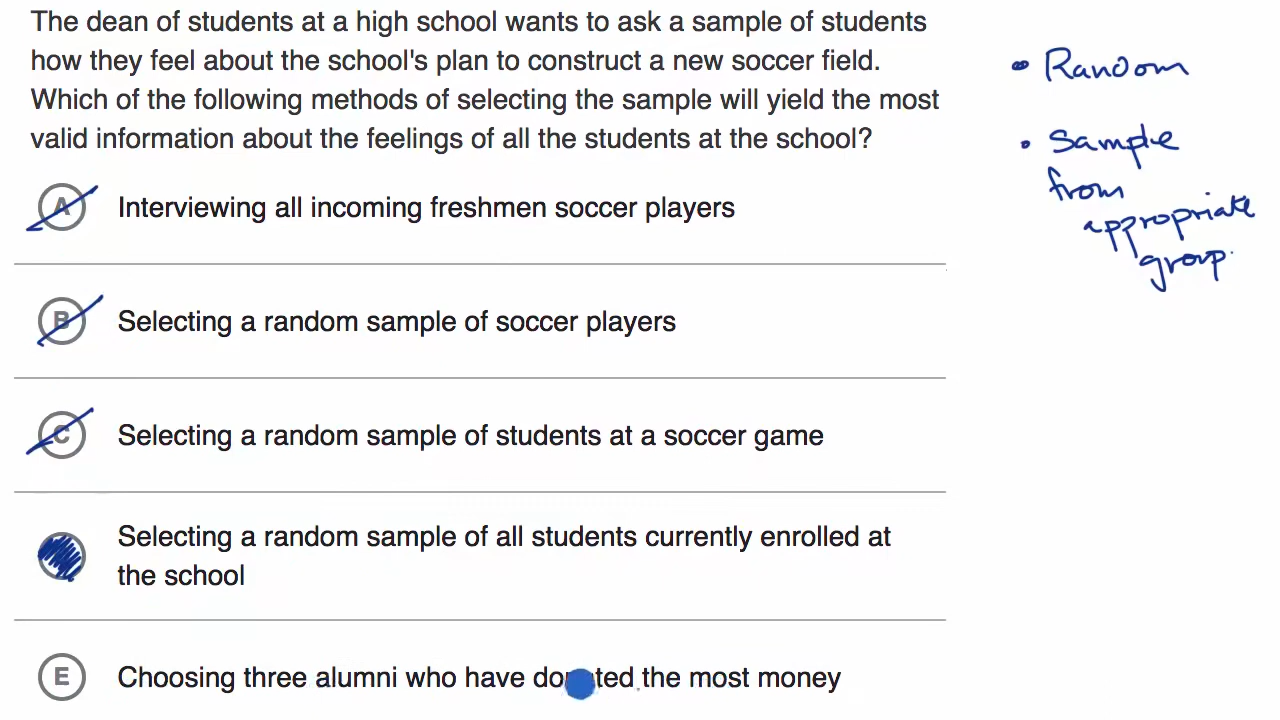 The dean of students at a high school wants to ask a sample of students
how they feel about the school's plan to construct a new soccer field.
Which of the following methods of selecting the sample will yield the most
valid information about the feelings of all the students at the school?
A Interviewing all incoming freshmen soccer players
B Selecting a random sample of soccer players
C Selecting a random sample of students at a soccer game
Selecting a random sample of all students currently enrolled at
the school
E Choosing three alumni who have donated the most money
• Random
• Sample
from
appropriate
group.